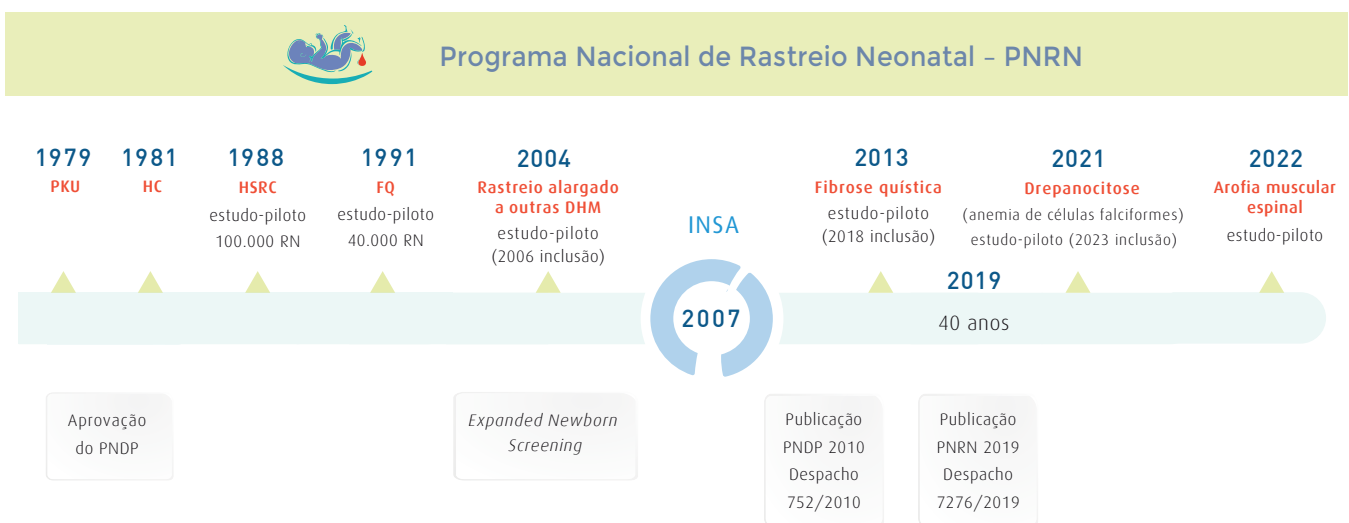 Programa Nacional de Rastreio Neonatal – PNRN
1979
PKU
1981
HC
1988
HSRC
estudo-piloto
100.000 RN
1991
FQ
estudo-piloto
40.000 RN
2004
Rastreio alargado
a outras DHM
estudo-piloto
(2006 inclusão)
INSA
2007
2013
Fibrose quística
estudo-piloto
(2018 inclusão)
2019
40 anos
2021
Drepanocitose
(anemia de células falciformes)
estudo-piloto (2023 inclusão)
2022
Arofia muscular
espinal
estudo-piloto
Aprovação
do PNDP
Expanded Newborn
Screening
Publicação
PNDP 2010
Despacho
752/2010
Publicação
PNRN 2019
Despacho
7276/2019